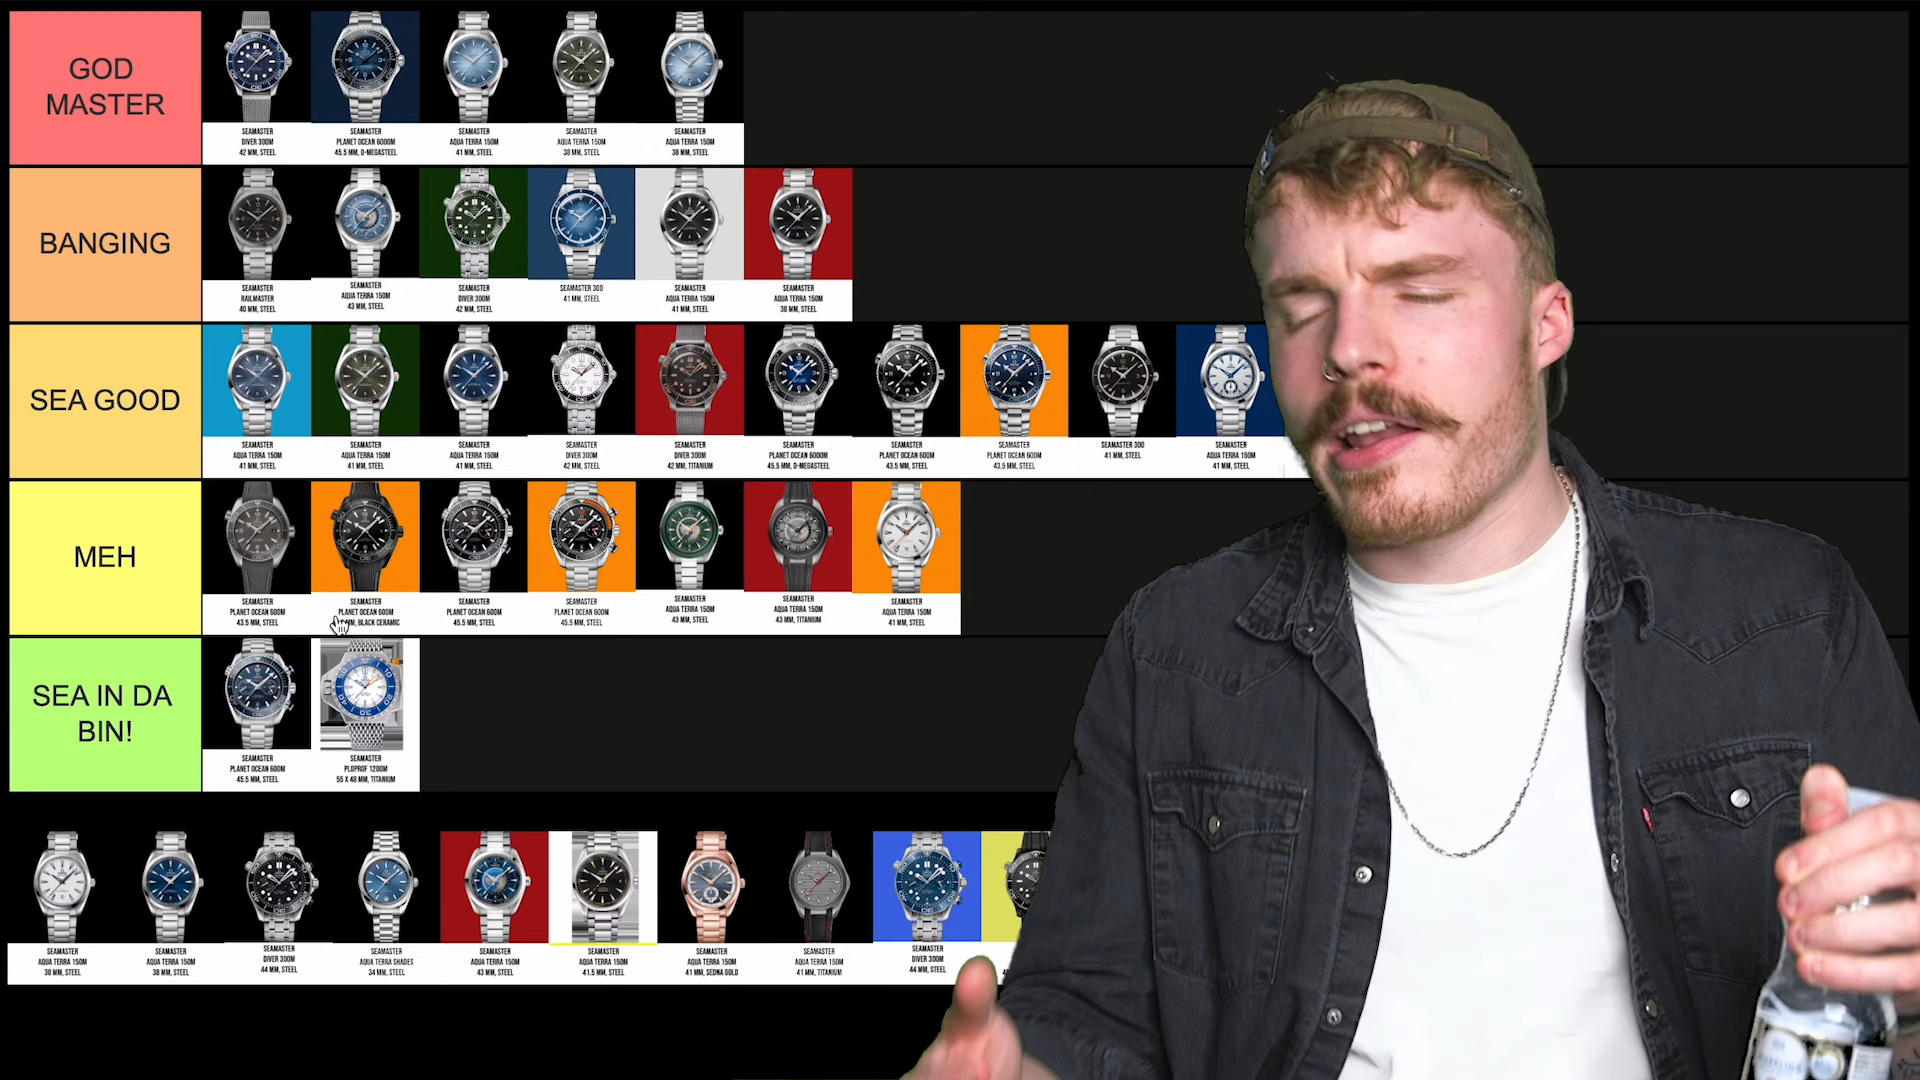 GOD
MASTER
SEAMASTER
DIVER 300M
42 MM, STEEL
SEAMASTER
PLANET OCEAN 6000M
45.5 MM, O-MEGASTEEL
SEAMASTER
AQUA TERRA 150M
41 MM, STEEL
SEAMASTER
AQUA TERRA 150M
38 MM, STEEL
SEAMASTER
AQUA TERRA 150M
38 MM, STEEL
BANGING
SEAMASTER
RAILMASTER
40 MM, STEEL
SEAMASTER
AQUA TERRA 150M
43 MM, STEEL
SEAMASTER
DIVER 300M
42 MM, STEEL
SEAMASTER 300
41 MM, STEEL
SEAMASTER
AQUA TERRA 150M
41 MM, STEEL
SEAMASTER
AQUA TERRA 150M
38 MM, STEEL
SEA GOOD
SEAMASTER
AQUA TERRA 150M
41 MM, STEEL
SEAMASTER
AQUA TERRA 150M
41 MM, STEEL
SEAMASTER
AQUA TERRA 150M
41 MM, STEEL
SEAMASTER
DIVER 300M
42 MM, STEEL
SEAMASTER
DIVER 300M
42 MM, TITANIUM
SEAMASTER
PLANET OCEAN 6000M
45.5 MM, O-MEGASTEEL
SEAMASTER
PLANET OCEAN 600M
43.5 MM, STEEL
SEAMASTER
PLANET OCEAN 600M
43.5 MM, STEEL
SEAMASTER 300
41 MM, STEEL
SEAMASTER
AQUA TERRA 150M
41 MM, STEEL
MEH
SEAMASTER
PLANET OCEAN 600M
43.5 MM, STEEL
SEAMASTER
PLANET OCEAN 600M
MM, BLACK CERAMIC
SEAMASTER
PLANET OCEAN 600M
45.5 MM, STEEL
SEAMASTER
PLANET OCEAN 600M
45.5 MM, STEEL
SEAMASTER
AQUA TERRA 150M
43 MM, STEEL
SEAMASTER
AQUA TERRA 150M
43 MM, TITANIUM
SEAMASTER
AQUA TERRA 150M
41 MM, STEEL
SEA IN DA
BIN!
SEAMASTER
PLANET OCEAN 600M
45.5 MM, STEEL
SEAMASTER
PLOPROF 1200M
55 X 48 MM, TITANIUM
SEAMASTER
AQUA TERRA 150M
38 MM, STEEL
SEAMASTER
AQUA TERRA 150M
38 MM, STEEL
SEAMASTER
DIVER 300M
44 MM, STEEL
SEAMASTER
AQUA TERRA SHADES
34 MM, STEEL
SEAMASTER
AQUA TERRA 150M
43 MM, STEEL
SEAMASTER
AQUA TERRA 150M
41.5 MM, STEEL
SEAMASTER
AQUA TERRA 150M
41 MM, SEDNA GOLD
SEAMASTER
AQUA TERRA 150M
41 MM, TITANIUM
SEAMASTER
DIVER 300M
44 MM, STEEL